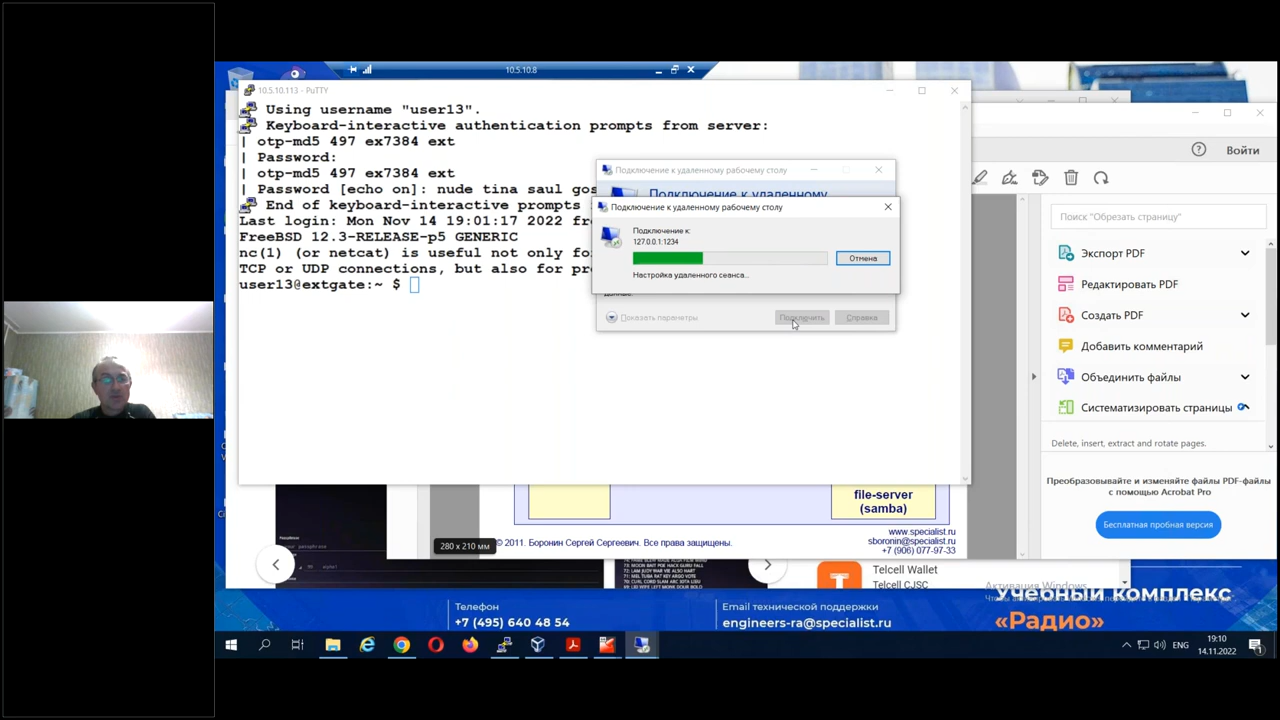 10.5.10.8
10.5.10.113 - PuTTY
Using username "user13".
Keyboard-interactive authentication prompts from server:
| otp-md5 497 ex7384 ext
| Password:
| otp-md5 497 ex7384 ext
| Password [echo on]: nude tina saul
End of keyboard-interactive prompts
Last login: Mon Nov 14 19:01:17 2022
FreeBSD 12.3-RELEASE-p5 GENERIC
nc(1) (or netcat) is useful not only
TCP or UDP connections, but also for
user13@extgate:~ $
Подключение к удаленному рабочему столу
Подключение к удаленному
Подключение к удаленному рабочему столу
Подключение к:
127.0.0.1:1234
Отмена
Настройка удаленного сеанса...
Показать параметры
Подключить
Справка
Войти
Поиск "Обрезать страницу"
Экспорт PDF
Редактировать PDF
Создать PDF
Добавить комментарий
Объединить файлы
Систематизировать страницы
Delete, insert, extract and rotate pages.
Преобразовывайте и изменяйте файлы PDF-файлы
с помощью Acrobat Pro
Бесплатная пробная версия
file-server
(samba)
www.specialist.ru
© 2011. Боронин Сергей Сергеевич. Все права защищены.
sboronin@specialist.ru
+7 (906) 077-97-33
280 x 210 мм
Telcell Wallet
Telcell CJSC
Активация Windows
Учебный комплекс
«Радио»
Телефон
+7 (495) 640 48 54
Email технической поддержки
engineers-ra@specialist.ru
ENG
19:10
14.11.2022